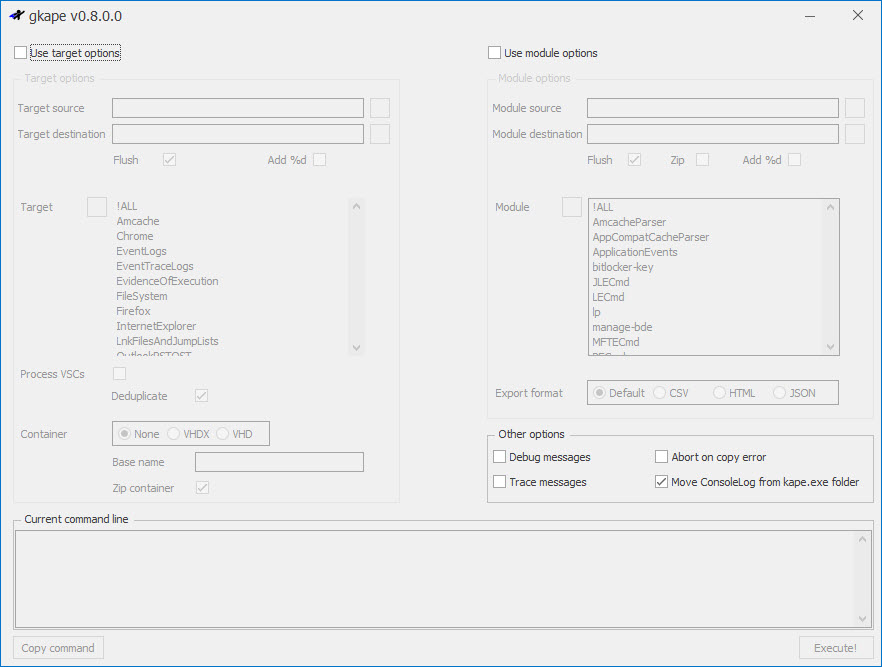 gkape v0.8.0.0
Use target options
Target options
Target source
Target destination
Flush
Add %d
Target
!ALL
Amcache
Chrome
EventLogs
EventTraceLogs
EvidenceOfExecution
FileSystem
Firefox
InternetExplorer
LnkFilesAndJumpLists
Process VSCs
Deduplicate
Container
None
VHDX
VHD
Base name
Zip container
Use module options
Module options
Module source
Module destination
Flush
Zip
Add %d
Module
!ALL
AmcacheParser
AppCompatCacheParser
ApplicationEvents
bitlocker-key
JLECmd
LECmd
lp
manage-bde
MFTECmd
Export format
Default
CSV
HTML
JSON
Other options
Debug messages
Abort on copy error
Trace messages
Move ConsoleLog from kape.exe folder
Current command line
Copy command
Execute!